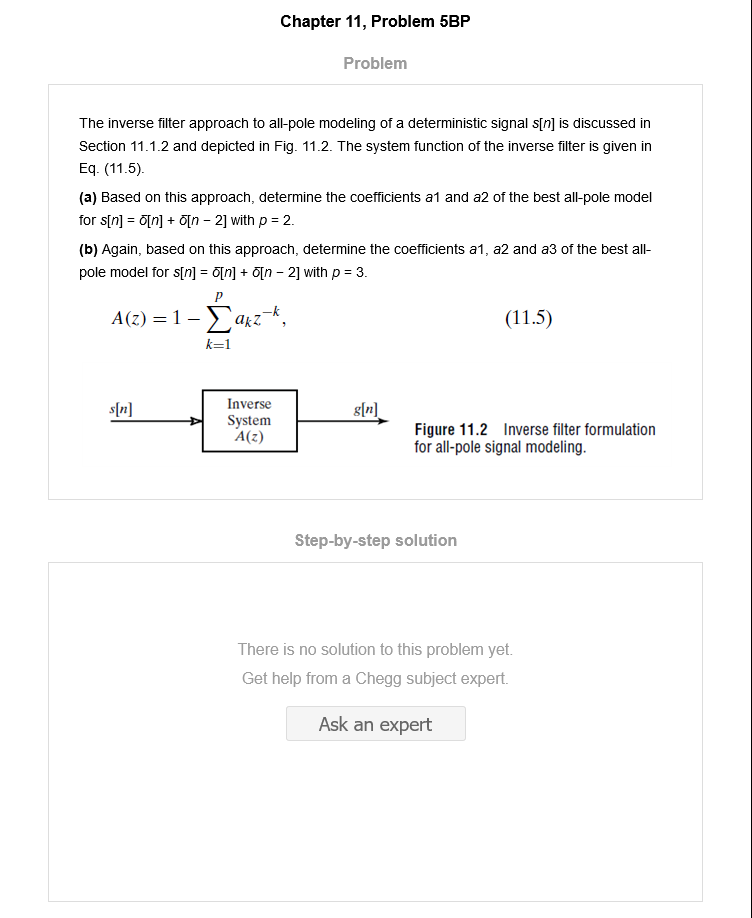 Chapter 11, Problem 5BP
Problem
The inverse filter approach to all-pole modeling of a deterministic signal s[n] is discussed in
Section 11.1.2 and depicted in Fig. 11.2. The system function of the inverse filter is given in
Eq. (11.5).
(a) Based on this approach, determine the coefficients a1 and a2 of the best all-pole model
for s[n] = δ[n] + δ[n − 2] with p = 2.
(b) Again, based on this approach, determine the coefficients a1, a2 and a3 of the best all-
pole model for s[n] = δ[n] + δ[n − 2] with p = 3.
A(z) = 1 − ∑_{k=1}^{p} a_k z^{−k}, (11.5)
s[n]
Inverse
System
A(z)
g[n]
Figure 11.2 Inverse filter formulation
for all-pole signal modeling.
Step-by-step solution
There is no solution to this problem yet.
Get help from a Chegg subject expert.
Ask an expert